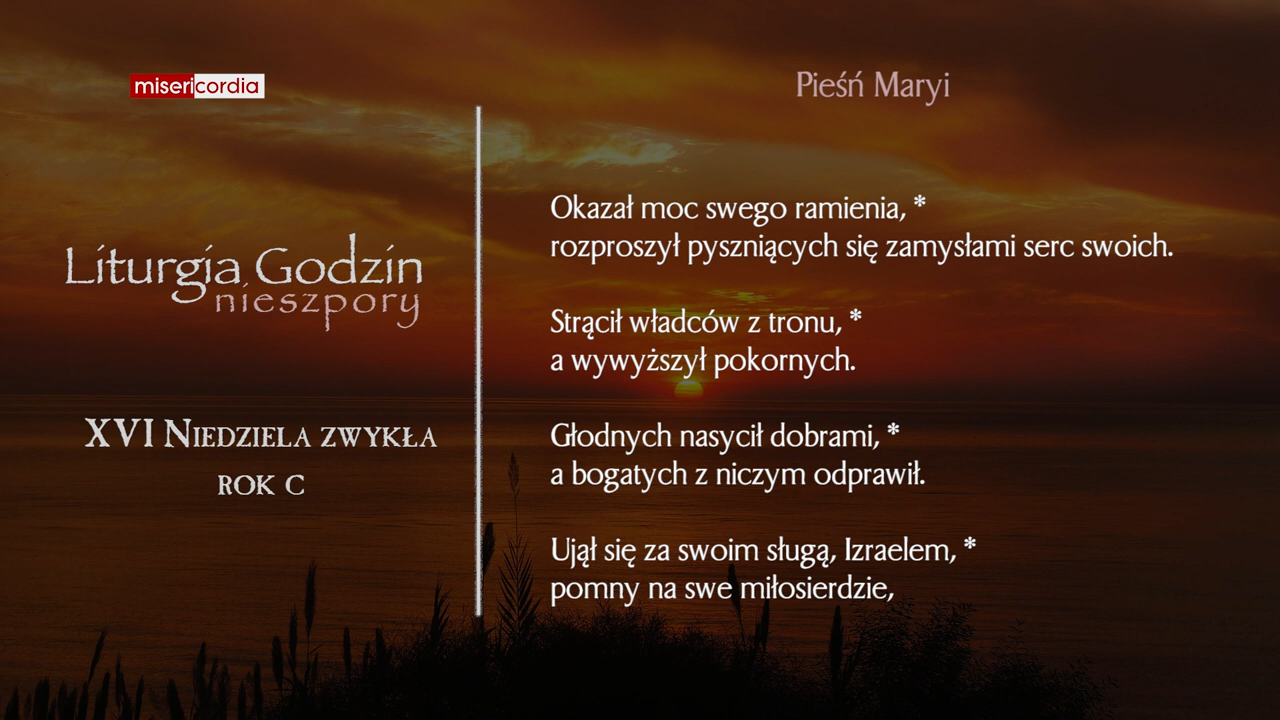 misericordia
Liturgia Godzin
nieszpory
XVI Niedziela zwykła
rok C
Pieśń Maryi
Okazał moc swego ramienia, *
rozproszył pyszniących się zamysłami serc swoich.
Strącił władców z tronu, *
a wywyższył pokornych.
Głodnych nasycił dobrami, *
a bogatych z niczym odprawił.
Ujął się za swoim sługą, Izraelem, *
pomny na swe miłosierdzie,